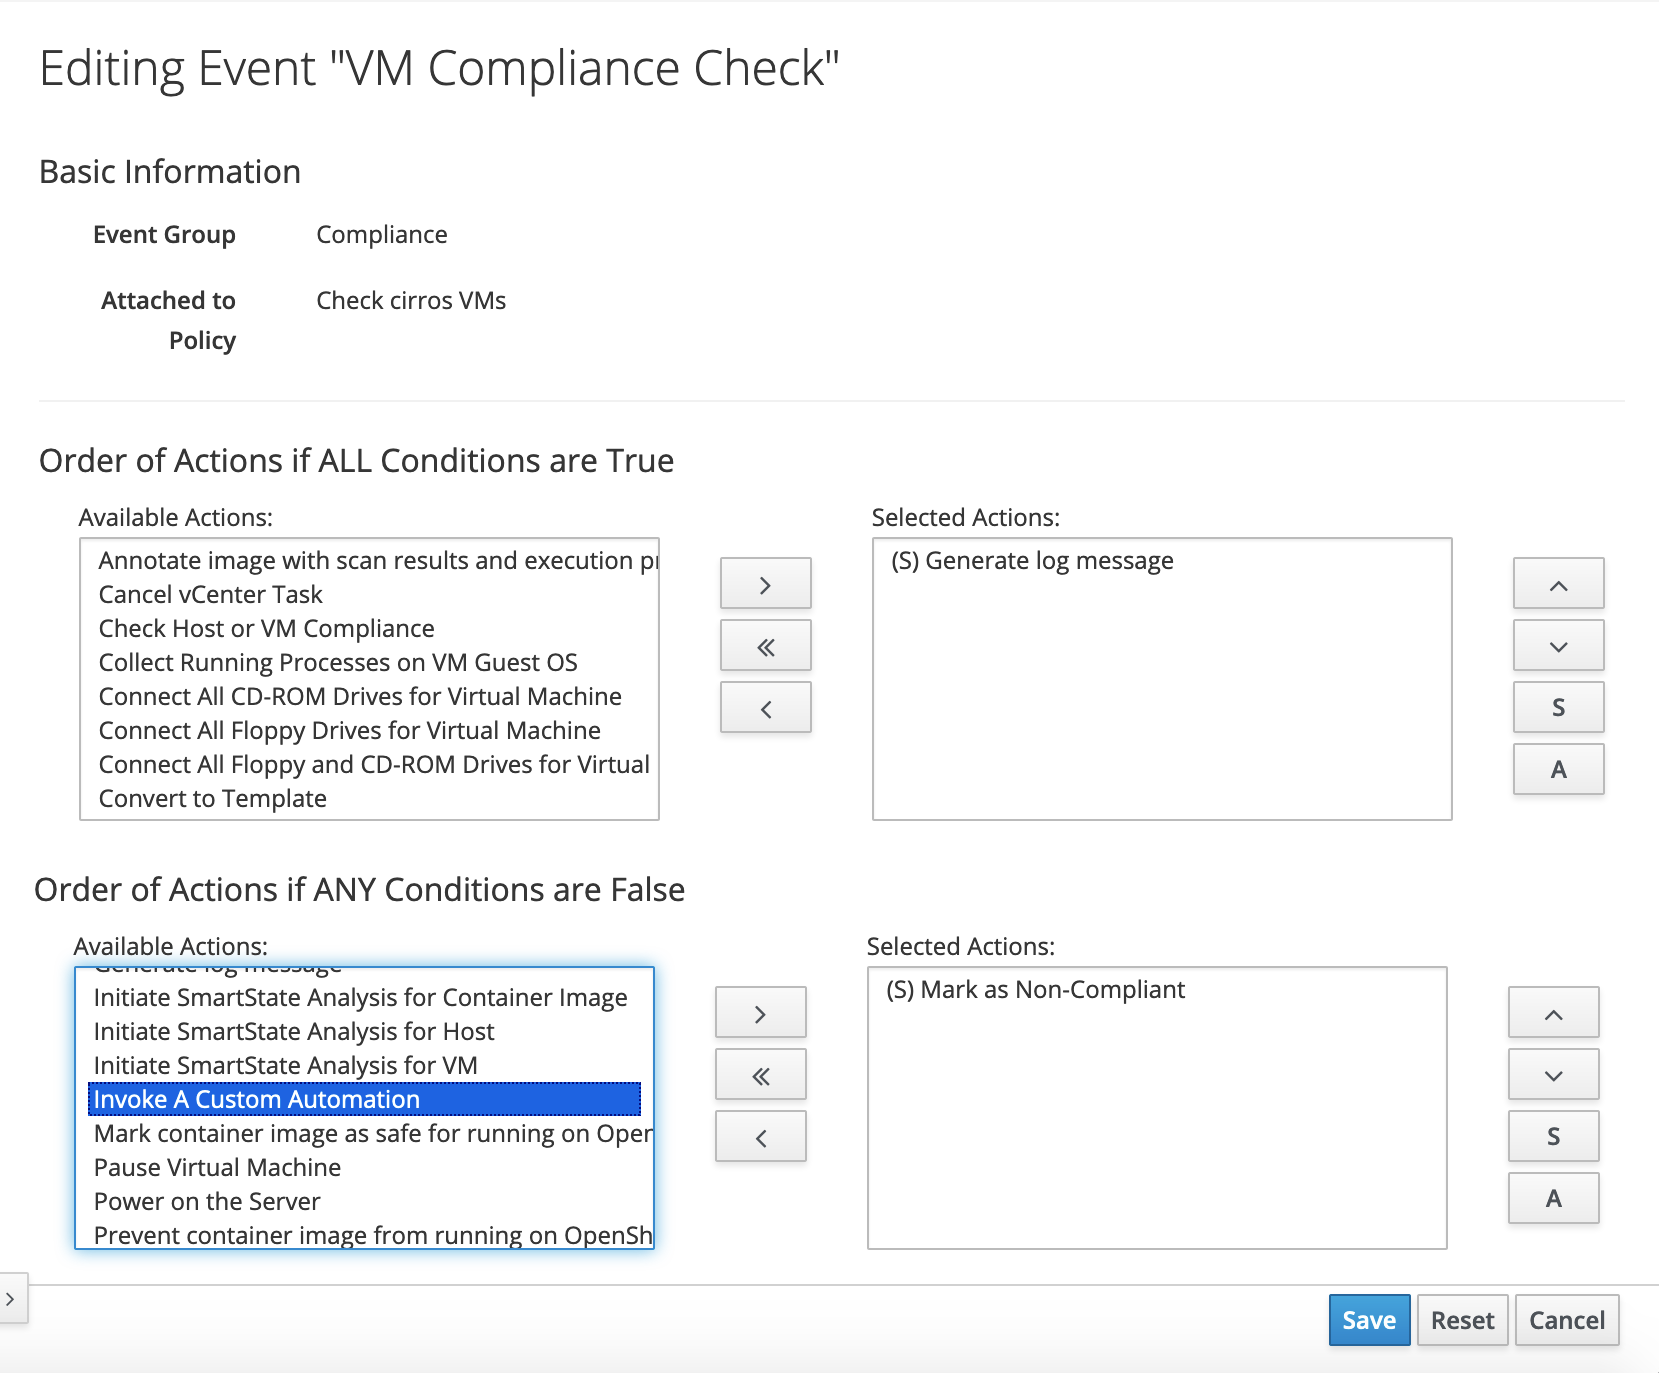 Editing Event "VM Compliance Check"
Basic Information
Event Group Compliance
Attached to Check cirros VMs
Policy
Order of Actions if ALL Conditions are True
Available Actions:
Annotate image with scan results and execution
Cancel vCenter Task
Check Host or VM Compliance
Collect Running Processes on VM Guest OS
Connect All CD-ROM Drives for Virtual Machine
Connect All Floppy Drives for Virtual Machine
Connect All Floppy and CD-ROM Drives for Virtual
Convert to Template
Selected Actions:
(S) Generate log message
S
A
Order of Actions if ANY Conditions are False
Available Actions:
Generate log message
Initiate SmartState Analysis for Container Image
Initiate SmartState Analysis for Host
Initiate SmartState Analysis for VM
Invoke A Custom Automation
Mark container image as safe for running on
Pause Virtual Machine
Power on the Server
Prevent container image from running on OpenSh
Selected Actions:
(S) Mark as Non-Compliant
S
A
Save Reset Cancel